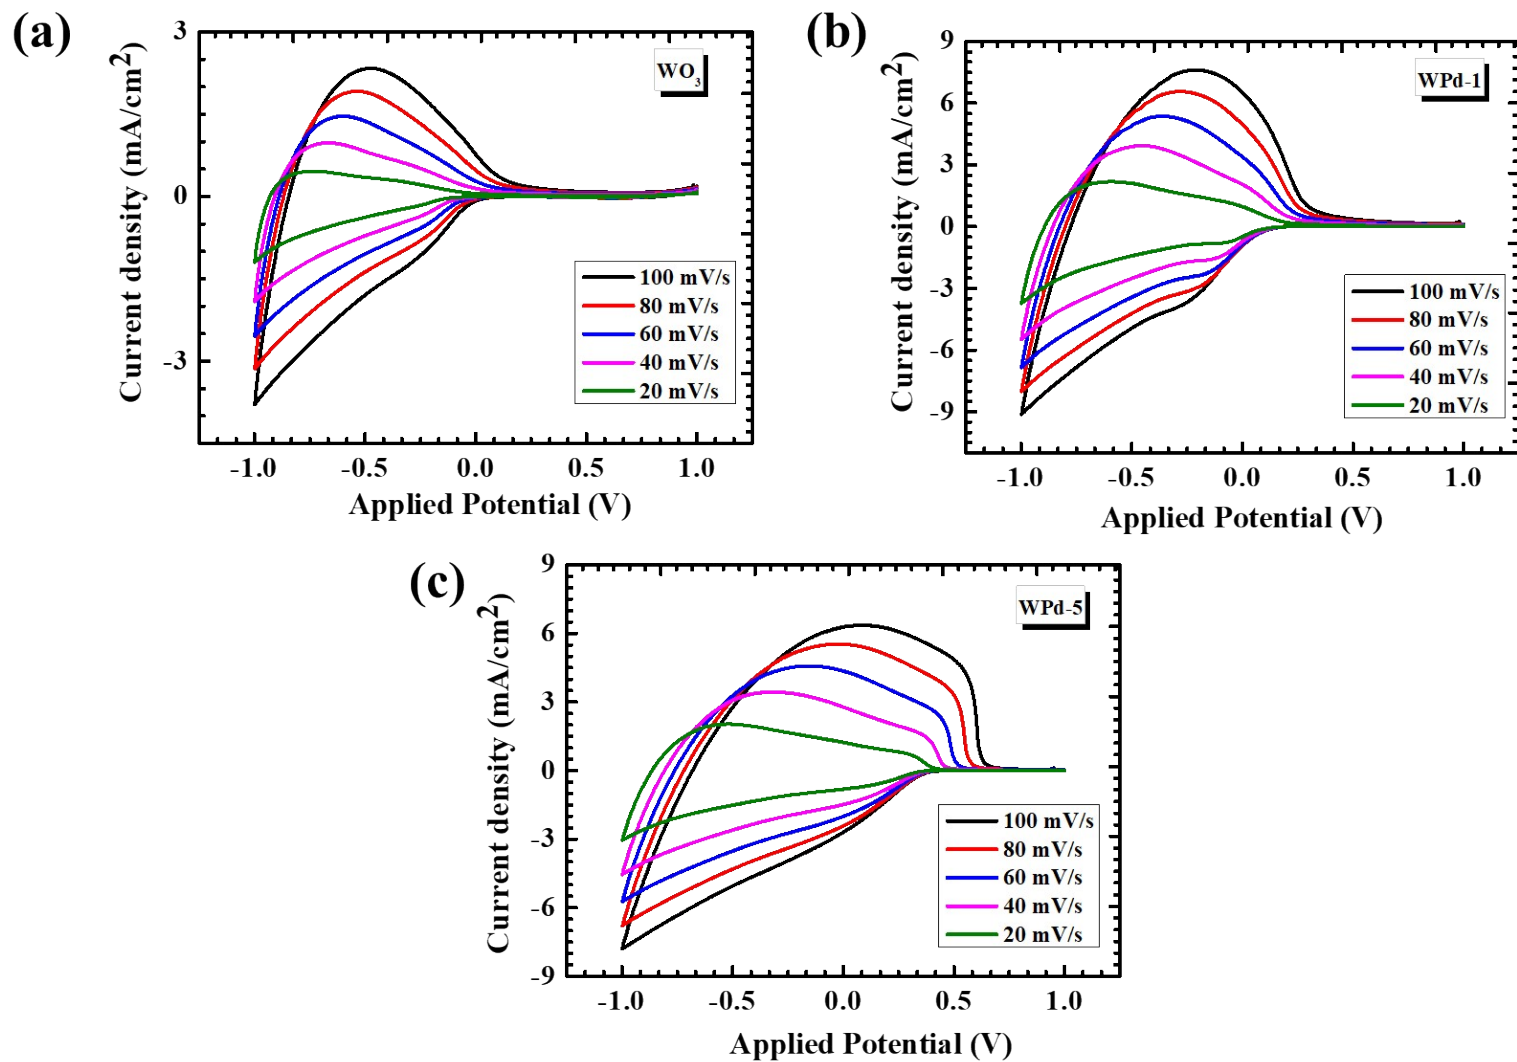 (a)
Current density (mA/cm2)
3
0
-3
WO3
100 mV/s
80 mV/s
60 mV/s
40 mV/s
20 mV/s
-1.0 -0.5 0.0 0.5 1.0
Applied Potential (V)
(b)
Current density (mA/cm2)
9
6
3
0
-3
-6
-9
WPd-1
100 mV/s
80 mV/s
60 mV/s
40 mV/s
20 mV/s
-1.0 -0.5 0.0 0.5 1.0
Applied Potential (V)
(c)
Current density (mA/cm2)
9
6
3
0
-3
-6
-9
WPd-5
100 mV/s
80 mV/s
60 mV/s
40 mV/s
20 mV/s
-1.0 -0.5 0.0 0.5 1.0
Applied Potential (V)